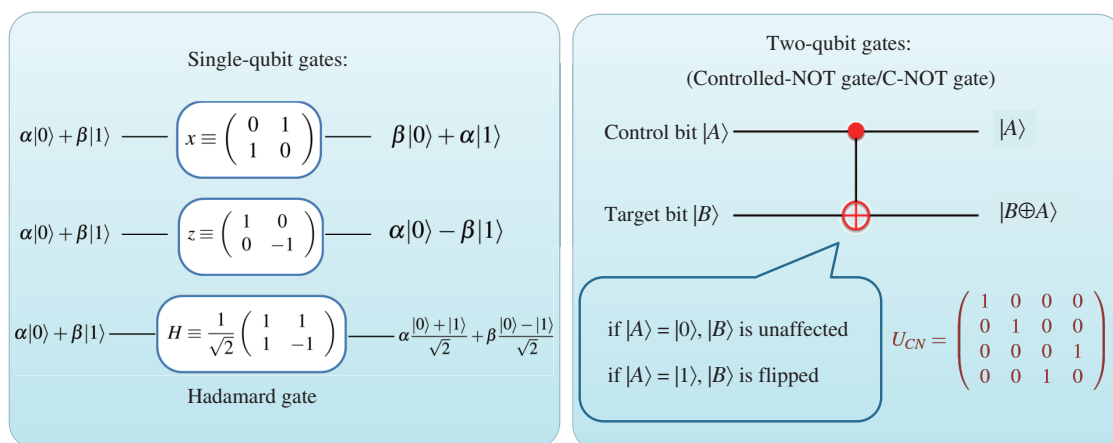 Single-qubit gates:
α|0⟩ + β|1⟩ x ≡ ( 0 1 β|0⟩ + α|1⟩
1 0 )
α|0⟩ + β|1⟩ z ≡ ( 1 0 α|0⟩ − β|1⟩
0 −1 )
α|0⟩ + β|1⟩ H ≡ 1/√2 ( 1 1 α |0⟩ + |1⟩/√2 + β |0⟩ − |1⟩/√2
1 −1 )
Hadamard gate
Two-qubit gates:
(Controlled-NOT gate/C-NOT gate)
Control bit |A⟩ |A⟩
Target bit |B⟩ |B⊕A⟩
if |A⟩ = |0⟩, |B⟩ is unaffected
if |A⟩ = |1⟩, |B⟩ is flipped
U_CN = ( 1 0 0 0
0 1 0 0
0 0 0 1
0 0 1 0 )